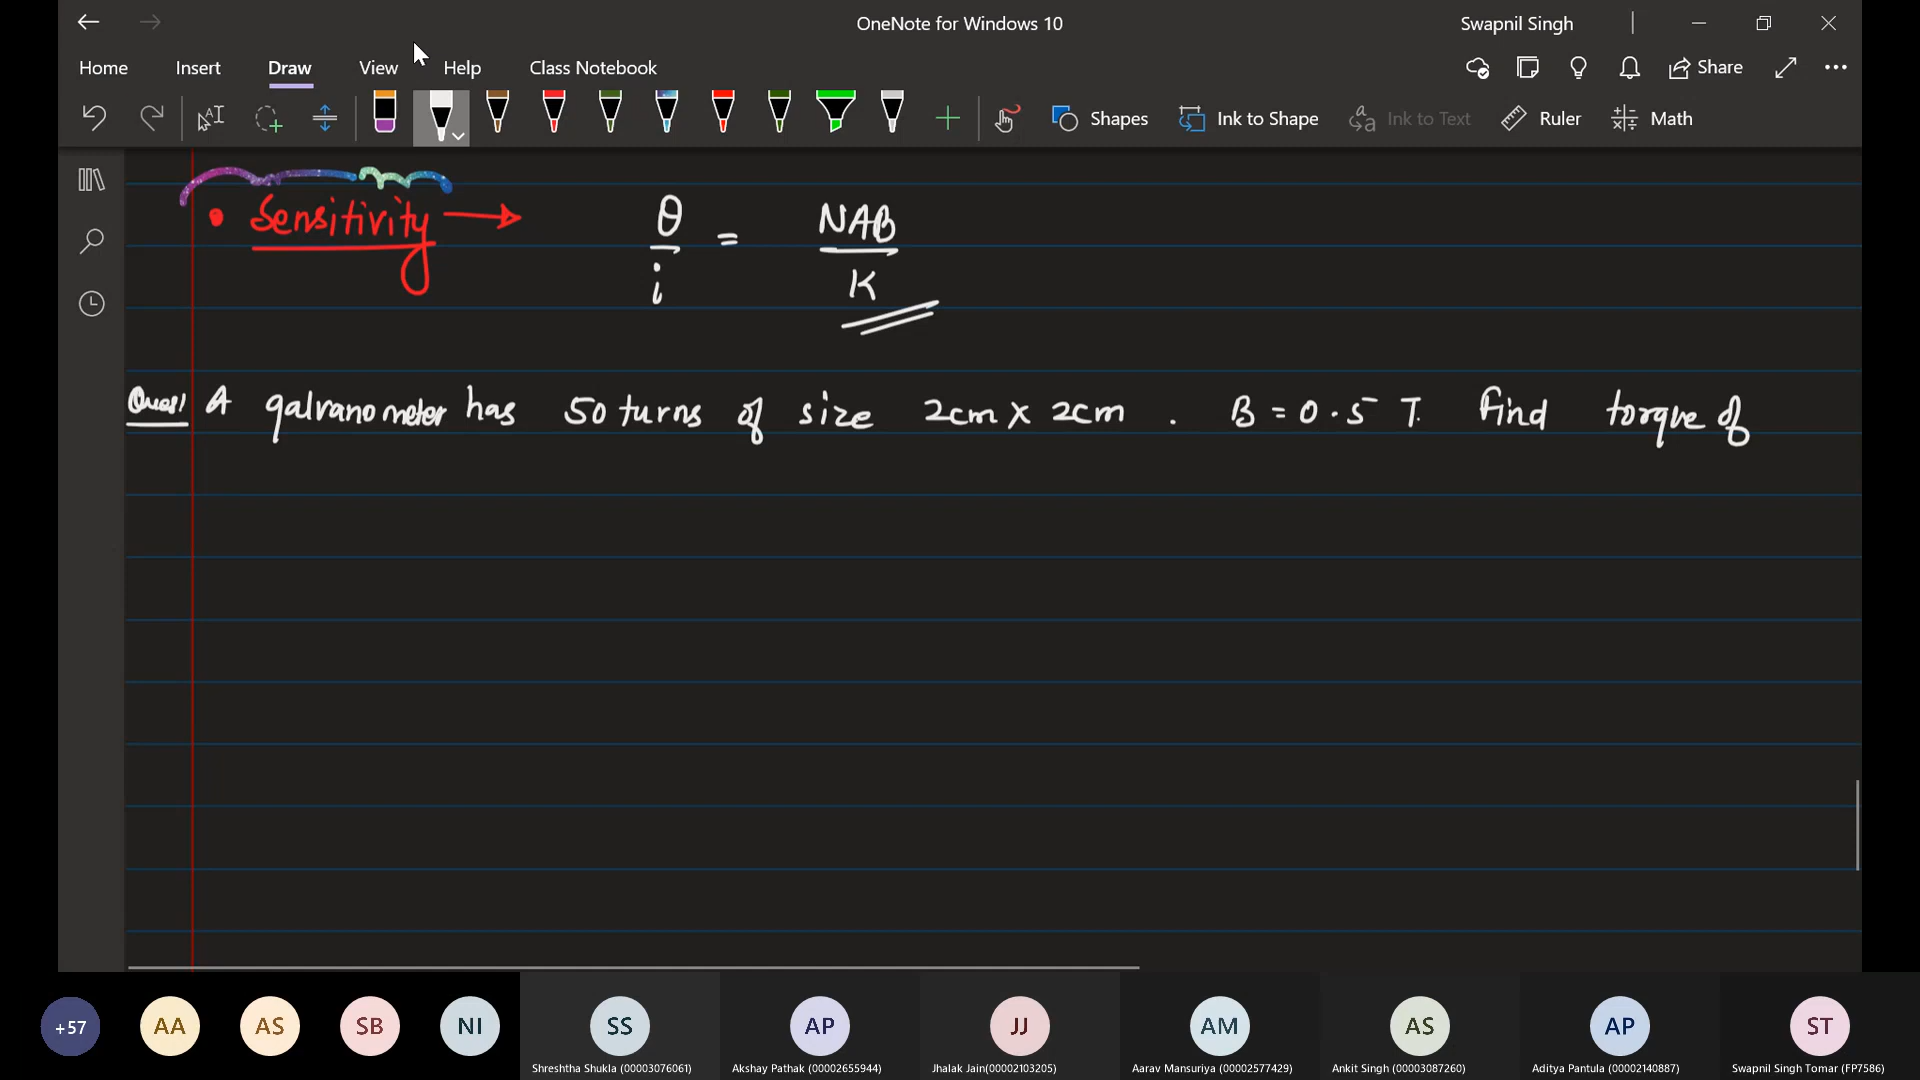 OneNote for Windows 10
Swapnil Singh
Home Insert Draw View Help Class Notebook
Share
Shapes Ink to Shape Ink to Text Ruler Math
• Sensitivity → θ/i = NAB/K
Ques1 A galvanometer has 50 turns of size 2cm × 2cm . B = 0.5 T. Find torque of
+57 AA AS SB NI SS AP JJ AM AS AP ST
Shreshtha Shukla (00003076061) Akshay Pathak (00002655944) Jhalak Jain(00002103205) Aarav Mansuriya (00002577429) Ankit Singh (00003087260) Aditya Pantula (00002140887) Swapnil Singh Tomar (FP7586)